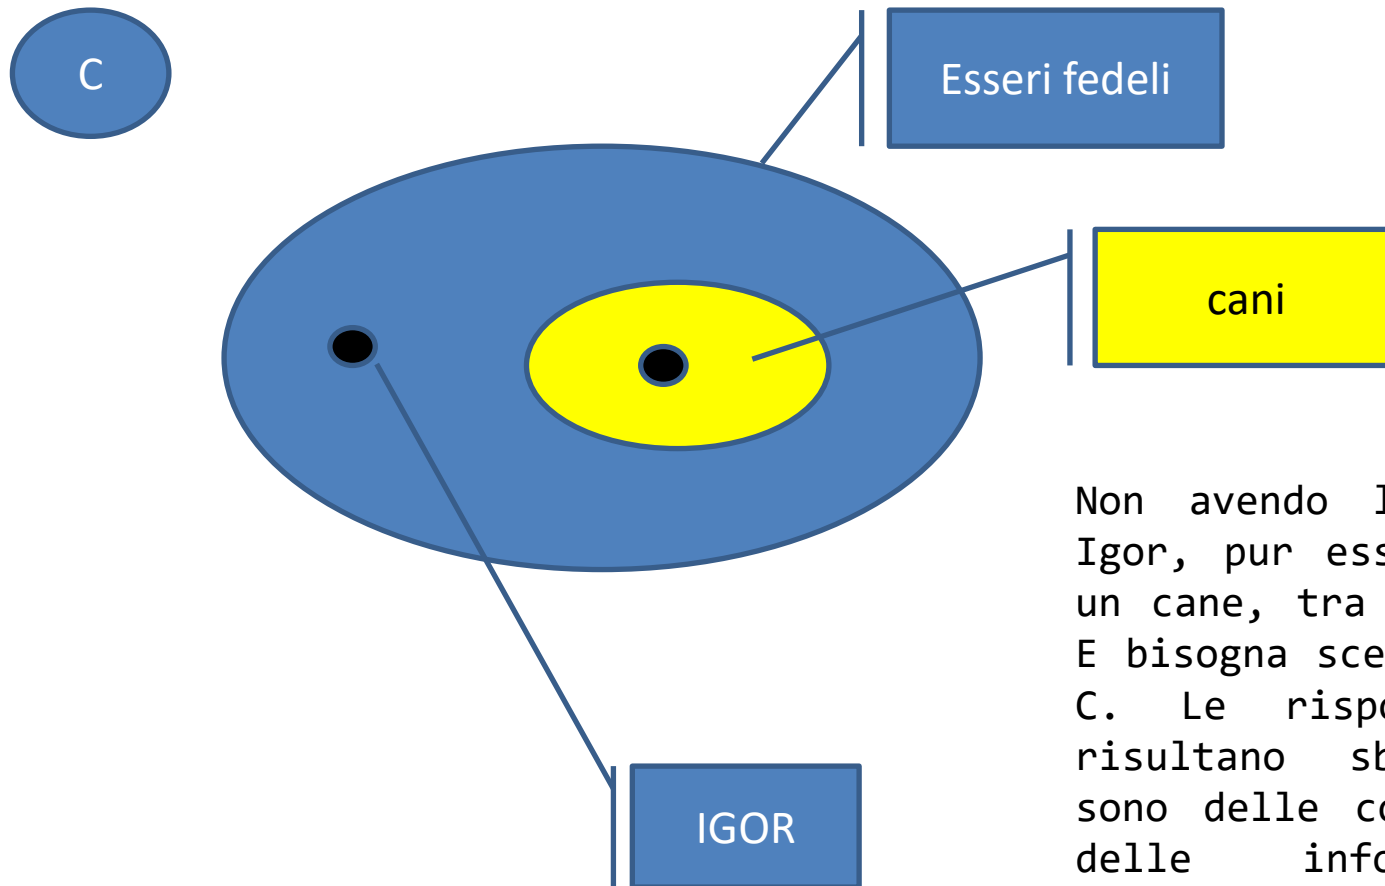 C
Esseri fedeli
cani
Non avendo
Igor, pur
un cane, tra
E bisogna
C. Le
risultano
sono delle
delle
IGOR